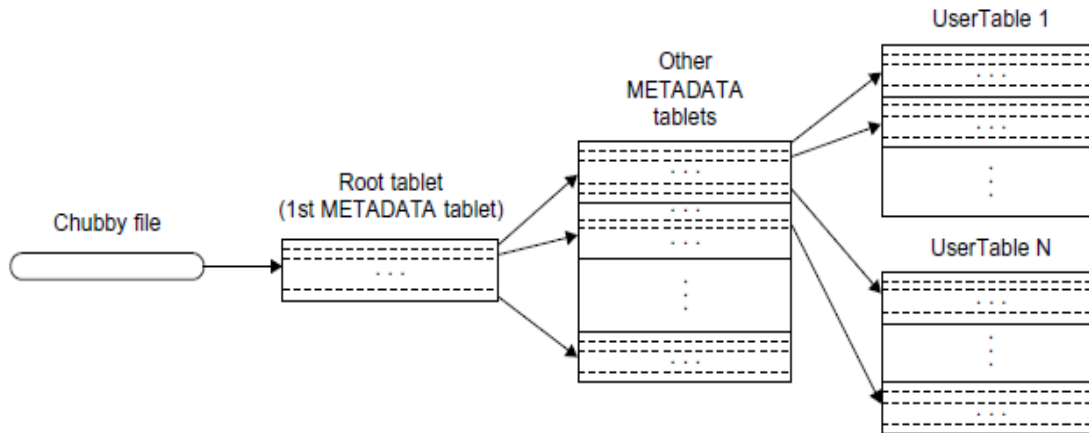 Chubby file
Root tablet
(1st METADATA tablet)
. . .
Other
METADATA
tablets
. . .
. . .
. . .
. . .
UserTable 1
. . .
. . .
UserTable N
. . .
. . .